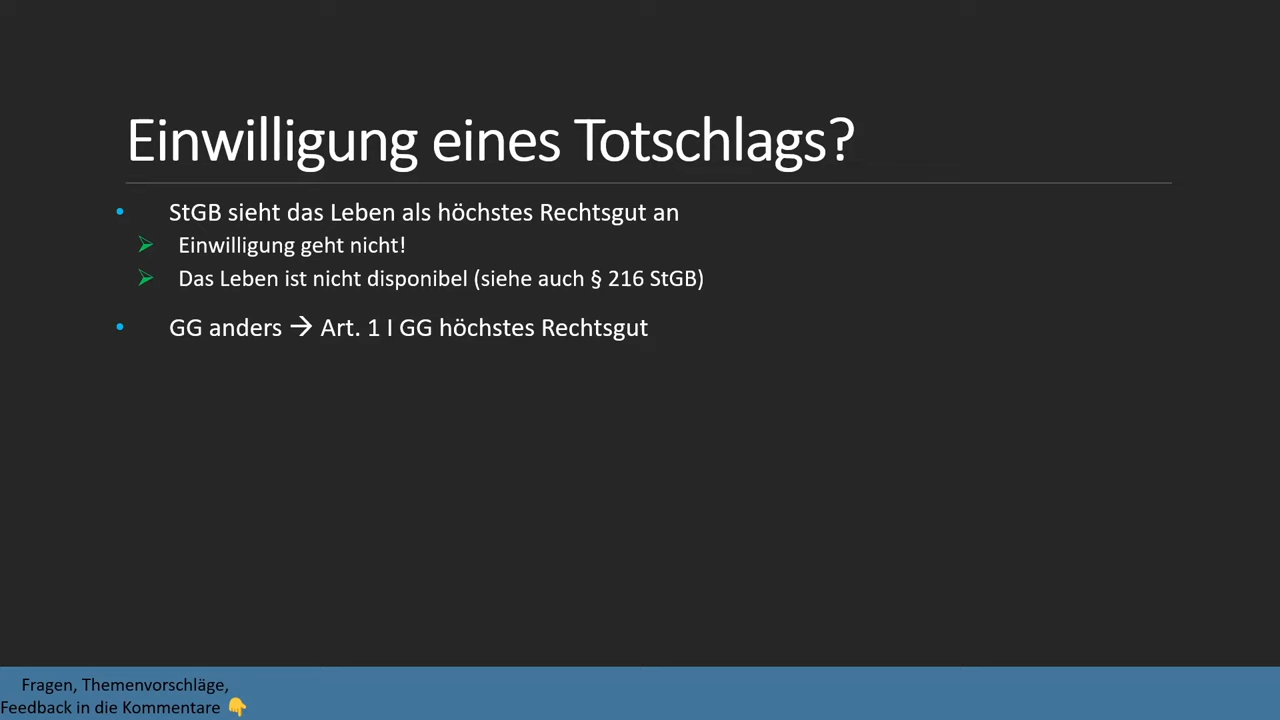 Einwilligung eines Totschlags?
• StGB sieht das Leben als höchstes Rechtsgut an
➢ Einwilligung geht nicht!
➢ Das Leben ist nicht disponibel (siehe auch § 216 StGB)
• GG anders → Art. 1 I GG höchstes Rechtsgut
Fragen, Themenvorschläge,
Feedback in die Kommentare 👇